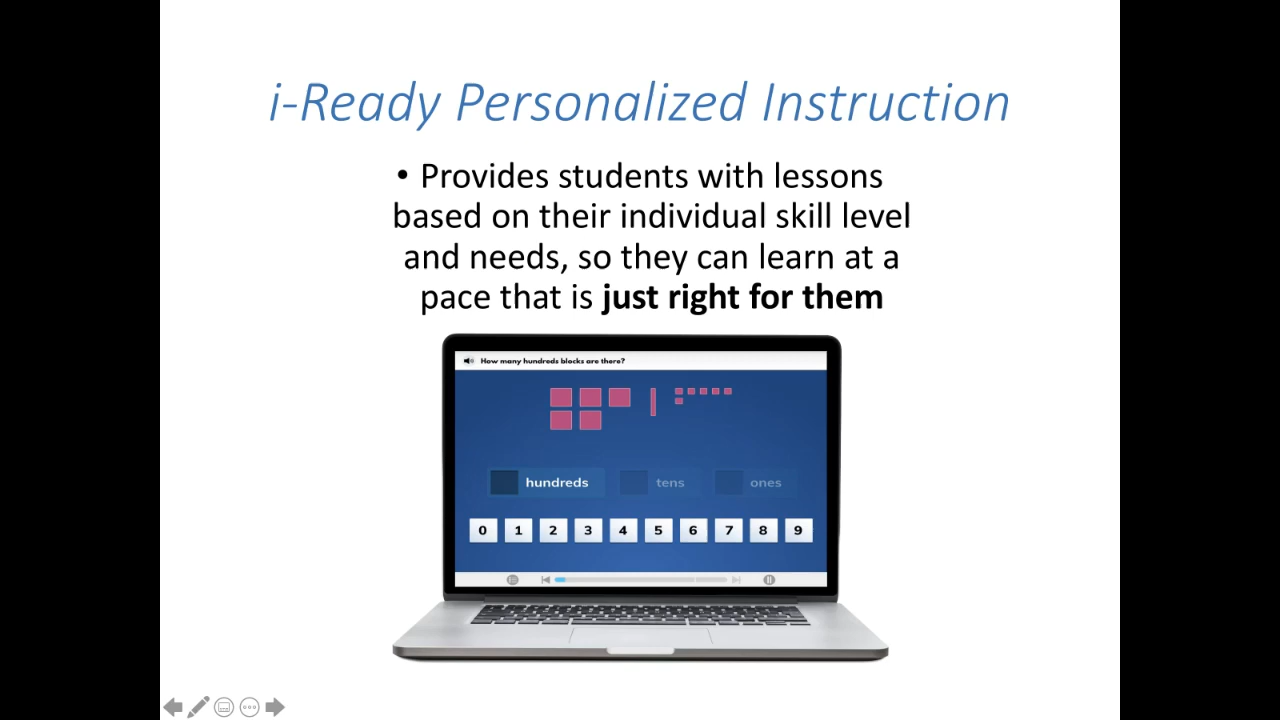 i-Ready Personalized Instruction
• Provides students with lessons
based on their individual skill level
and needs, so they can learn at a
pace that is just right for them
How many hundreds blocks are there?
hundreds tens ones
0 1 2 3 4 5 6 7 8 9